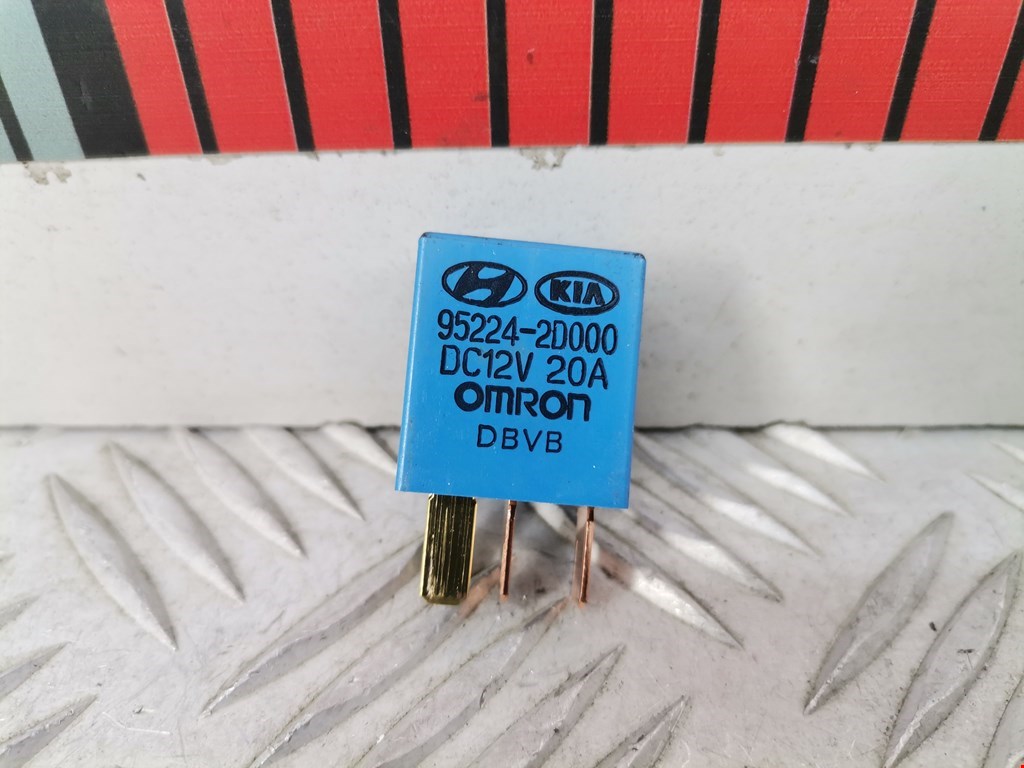 KIA
95224-2D000
DC12V 20A
OMRON
DBVB